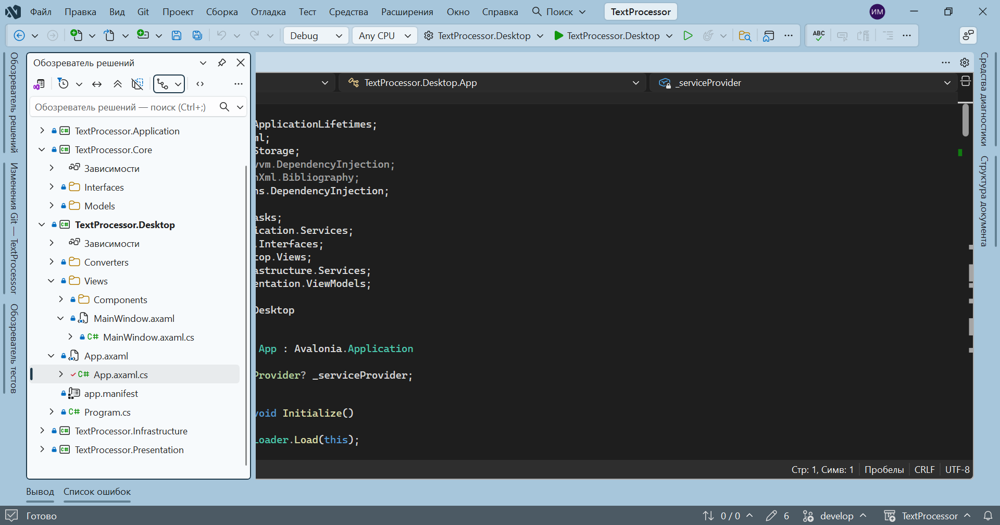 Файл Правка Вид Git Проект Сборка Отладка Тест Средства Расширения Окно Справка Поиск TextProcessor ИМ
Debug Any CPU TextProcessor.Desktop TextProcessor.Desktop ABC
Обозреватель решений
Изменения Git — TextProcessor
Обозреватель тестов
Обозреватель решений
Обозреватель решений — поиск (Ctrl+;)
C# TextProcessor.Application
C# TextProcessor.Core
Зависимости
Interfaces
Models
C# TextProcessor.Desktop
Зависимости
Converters
Views
Components
MainWindow.axaml
C# MainWindow.axaml.cs
App.axaml
C# App.axaml.cs
app.manifest
C# Program.cs
C# TextProcessor.Infrastructure
C# TextProcessor.Presentation
TextProcessor.Desktop.App _serviceProvider
ApplicationLifetimes;
ml;
Storage;
vvm.DependencyInjection;
nXml.Bibliography;
ns.DependencyInjection;
asks;
ication.Services;
.Interfaces;
top.Views;
astructure.Services;
entation.ViewModels;
Desktop
App : Avalonia.Application
Provider? _serviceProvider;
void Initialize()
Loader.Load(this);
Стр: 1, Симв: 1 Пробелы CRLF UTF-8
Средства диагностики
Структура документа
Вывод Список ошибок
Готово 0 / 0 6 develop TextProcessor